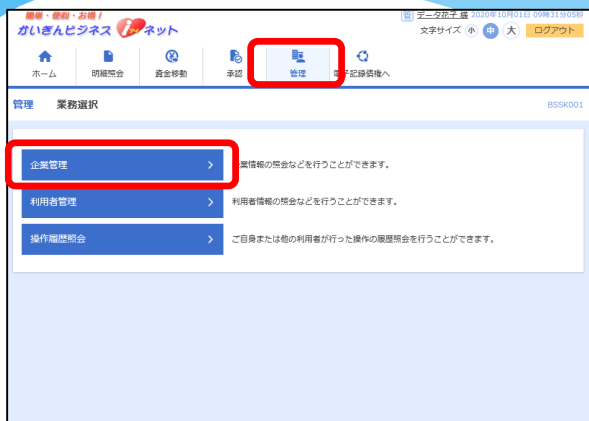 簡単・便利・お得!
管 データ花子 様 2020年10月01日 09時31分05秒
がいぎんビジネス ネット
文字サイズ 小 中 大 ログアウト
ホーム 明細照会 資金移動 承認 管理 電子記録債権へ
管理 業務選択 BSSK001
企業管理 企業情報の照会などを行うことができます。
利用者管理 利用者情報の照会などを行うことができます。
操作履歴照会 ご自身または他の利用者が行った操作の履歴照会を行うことができます。